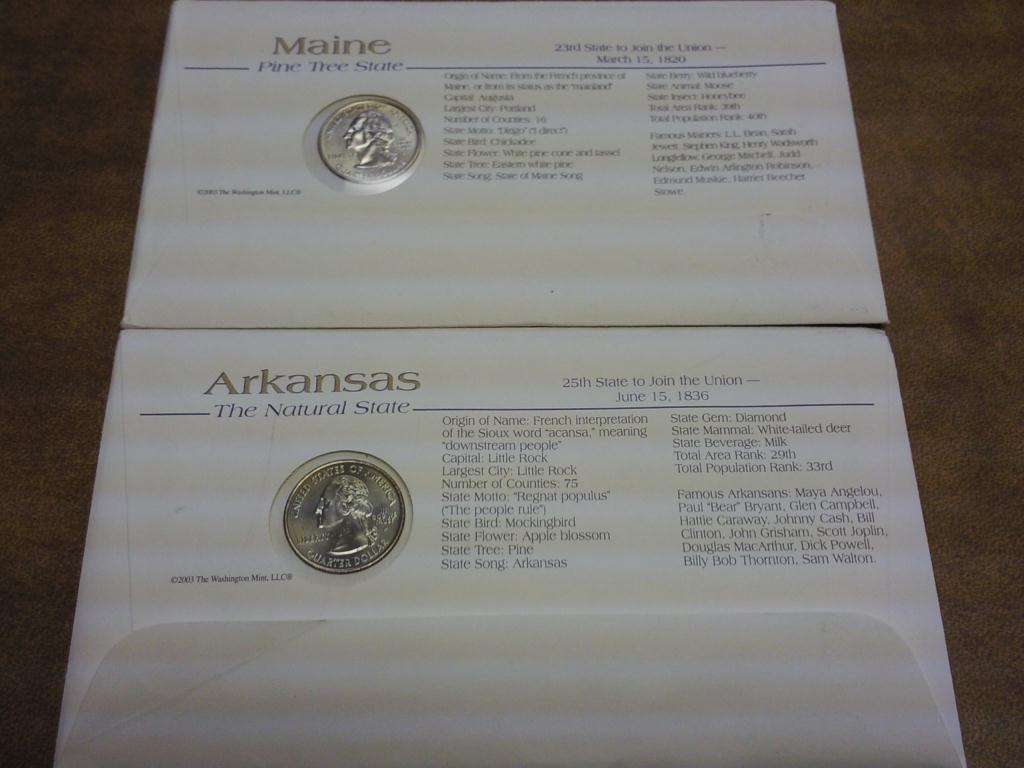 Maine
Pine Tree State
23rd State to Join the Union —
March 15, 1820
Origin of Name: From the French province of
Maine, or from its status as the "mainland"
Capital: Augusta
Largest City: Portland
Number of Counties: 16
State Motto: "Dirigo" ("I direct")
State Bird: Chickadee
State Flower: White pine cone and tassel
State Tree: Eastern white pine
State Song: State of Maine Song
State Berry: Wild blueberry
State Animal: Moose
State Insect: Honeybee
Total Area Rank: 39th
Total Population Rank: 40th
Famous Mainers: L.L. Bean, Sarah
Jewett, Stephen King, Henry Wadsworth
Longfellow, George Mitchell, Judd
Nelson, Edwin Arlington Robinson,
Edmund Muskie, Harriet Beecher
Stowe.
LIBERTY
QUARTER DOLLAR
©2003 The Washington Mint, LLC®
Arkansas
The Natural State
25th State to Join the Union —
June 15, 1836
Origin of Name: French interpretation
of the Sioux word "acansa," meaning
"downstream people"
Capital: Little Rock
Largest City: Little Rock
Number of Counties: 75
State Motto: "Regnat populus"
("The people rule")
State Bird: Mockingbird
State Flower: Apple blossom
State Tree: Pine
State Song: Arkansas
State Gem: Diamond
State Mammal: White-tailed deer
State Beverage: Milk
Total Area Rank: 29th
Total Population Rank: 33rd
Famous Arkansans: Maya Angelou,
Paul "Bear" Bryant, Glen Campbell,
Hattie Caraway, Johnny Cash, Bill
Clinton, John Grisham, Scott Joplin,
Douglas MacArthur, Dick Powell,
Billy Bob Thornton, Sam Walton.
UNITED STATES OF AMERICA
LIBERTY
QUARTER DOLLAR
©2003 The Washington Mint, LLC®